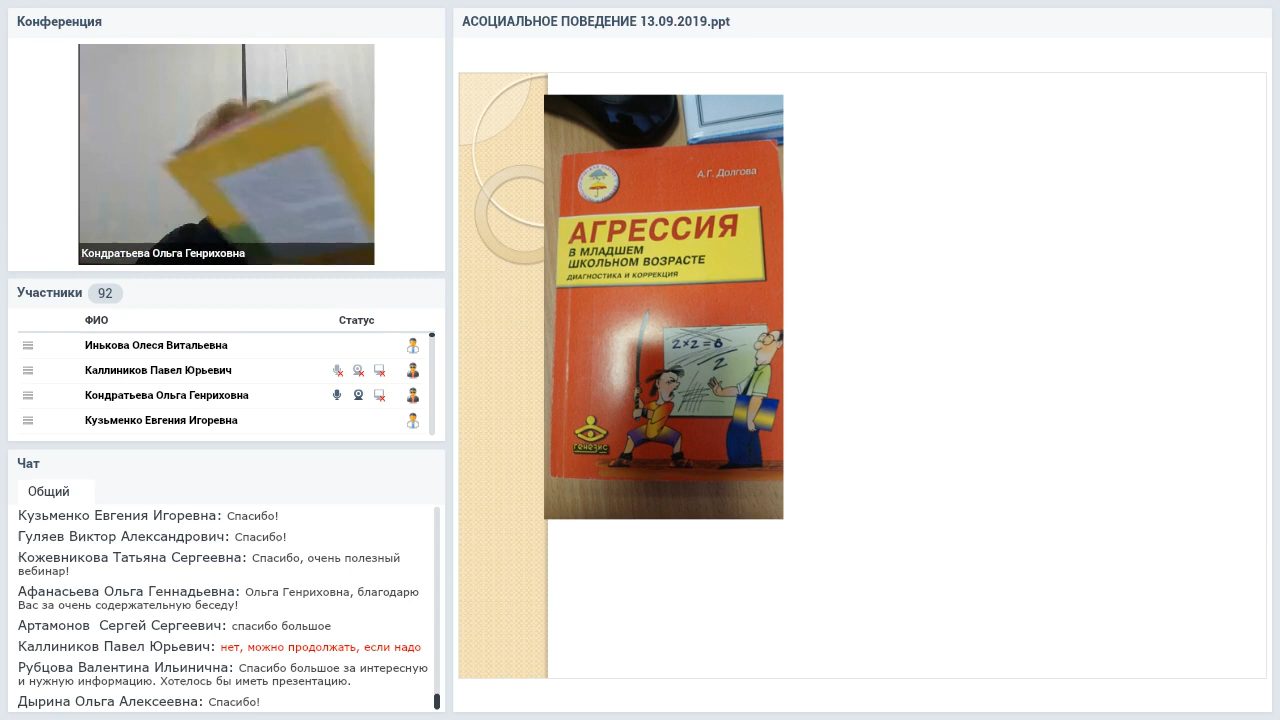 Конференция
Кондратьева Ольга Генриховна
Участники 92
ФИО Статус
Инькова Олеся Витальевна
Каллиников Павел Юрьевич
Кондратьева Ольга Генриховна
Кузьменко Евгения Игоревна
Чат
Общий
Кузьменко Евгения Игоревна: Спасибо!
Гуляев Виктор Александрович: Спасибо!
Кожевникова Татьяна Сергеевна: Спасибо, очень полезный
вебинар!
Афанасьева Ольга Геннадьевна: Ольга Генриховна, благодарю
Вас за очень содержательную беседу!
Артамонов Сергей Сергеевич: спасибо большое
Каллиников Павел Юрьевич: нет, можно продолжать, если надо
Рубцова Валентина Ильинична: Спасибо большое за интересную
и нужную информацию. Хотелось бы иметь презентацию.
Дырина Ольга Алексеевна: Спасибо!
АСОЦИАЛЬНОЕ ПОВЕДЕНИЕ 13.09.2019.ppt
А.Г. Долгова
АГРЕССИЯ
В МЛАДШЕМ
ШКОЛЬНОМ ВОЗРАСТЕ
ДИАГНОСТИКА И КОРРЕКЦИЯ
2×2=8
2
генезис